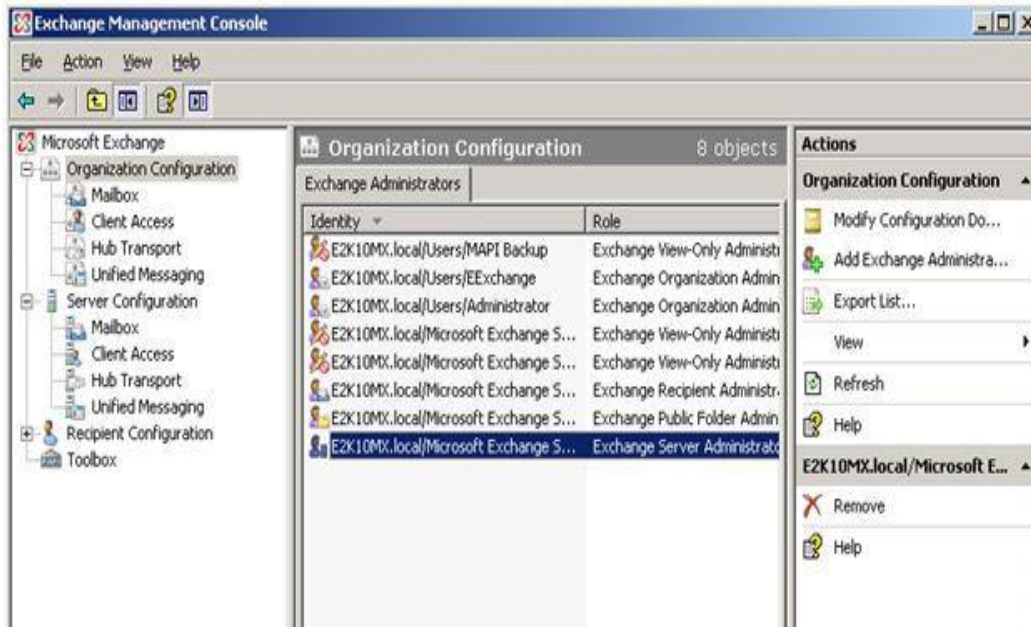 Exchange Management Console
File Action View Help
Microsoft Exchange
Organization Configuration
Mailbox
Client Access
Hub Transport
Unified Messaging
Server Configuration
Mailbox
Client Access
Hub Transport
Unified Messaging
Recipient Configuration
Toolbox
Organization Configuration 8 objects
Exchange Administrators
Identity Role
E2K10MX.local/Users/MAPI Backup Exchange View-Only Administr
E2K10MX.local/Users/EExchange Exchange Organization Admin
E2K10MX.local/Users/Administrator Exchange Organization Admin
E2K10MX.local/Microsoft Exchange S... Exchange View-Only Administr
E2K10MX.local/Microsoft Exchange S... Exchange View-Only Administr
E2K10MX.local/Microsoft Exchange S... Exchange Recipient Administr
E2K10MX.local/Microsoft Exchange S... Exchange Public Folder Admin
E2K10MX.local/Microsoft Exchange S... Exchange Server Administrato
Actions
Organization Configuration
Modify Configuration Do...
Add Exchange Administra...
Export List...
View
Refresh
Help
E2K10MX.local/Microsoft E...
Remove
Help